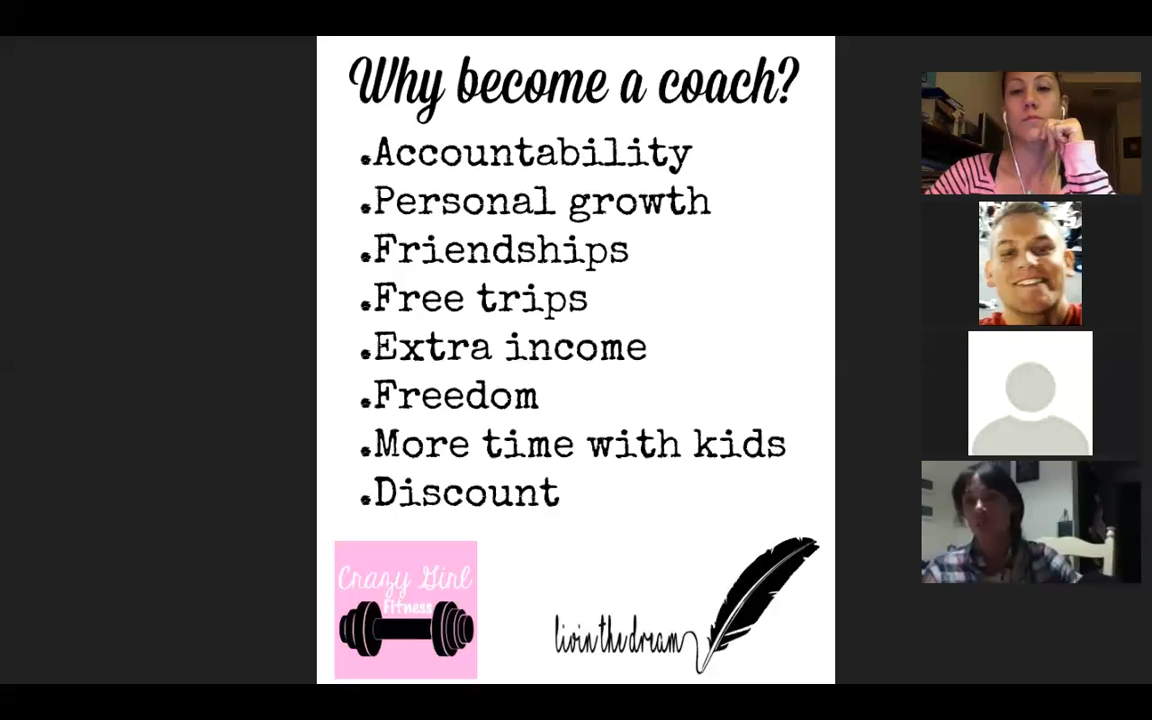 Why become a coach?
.Accountability
.Personal growth
.Friendships
.Free trips
.Extra income
.Freedom
.More time with kids
.Discount
Crazy Girl
Fitness
livin the dream